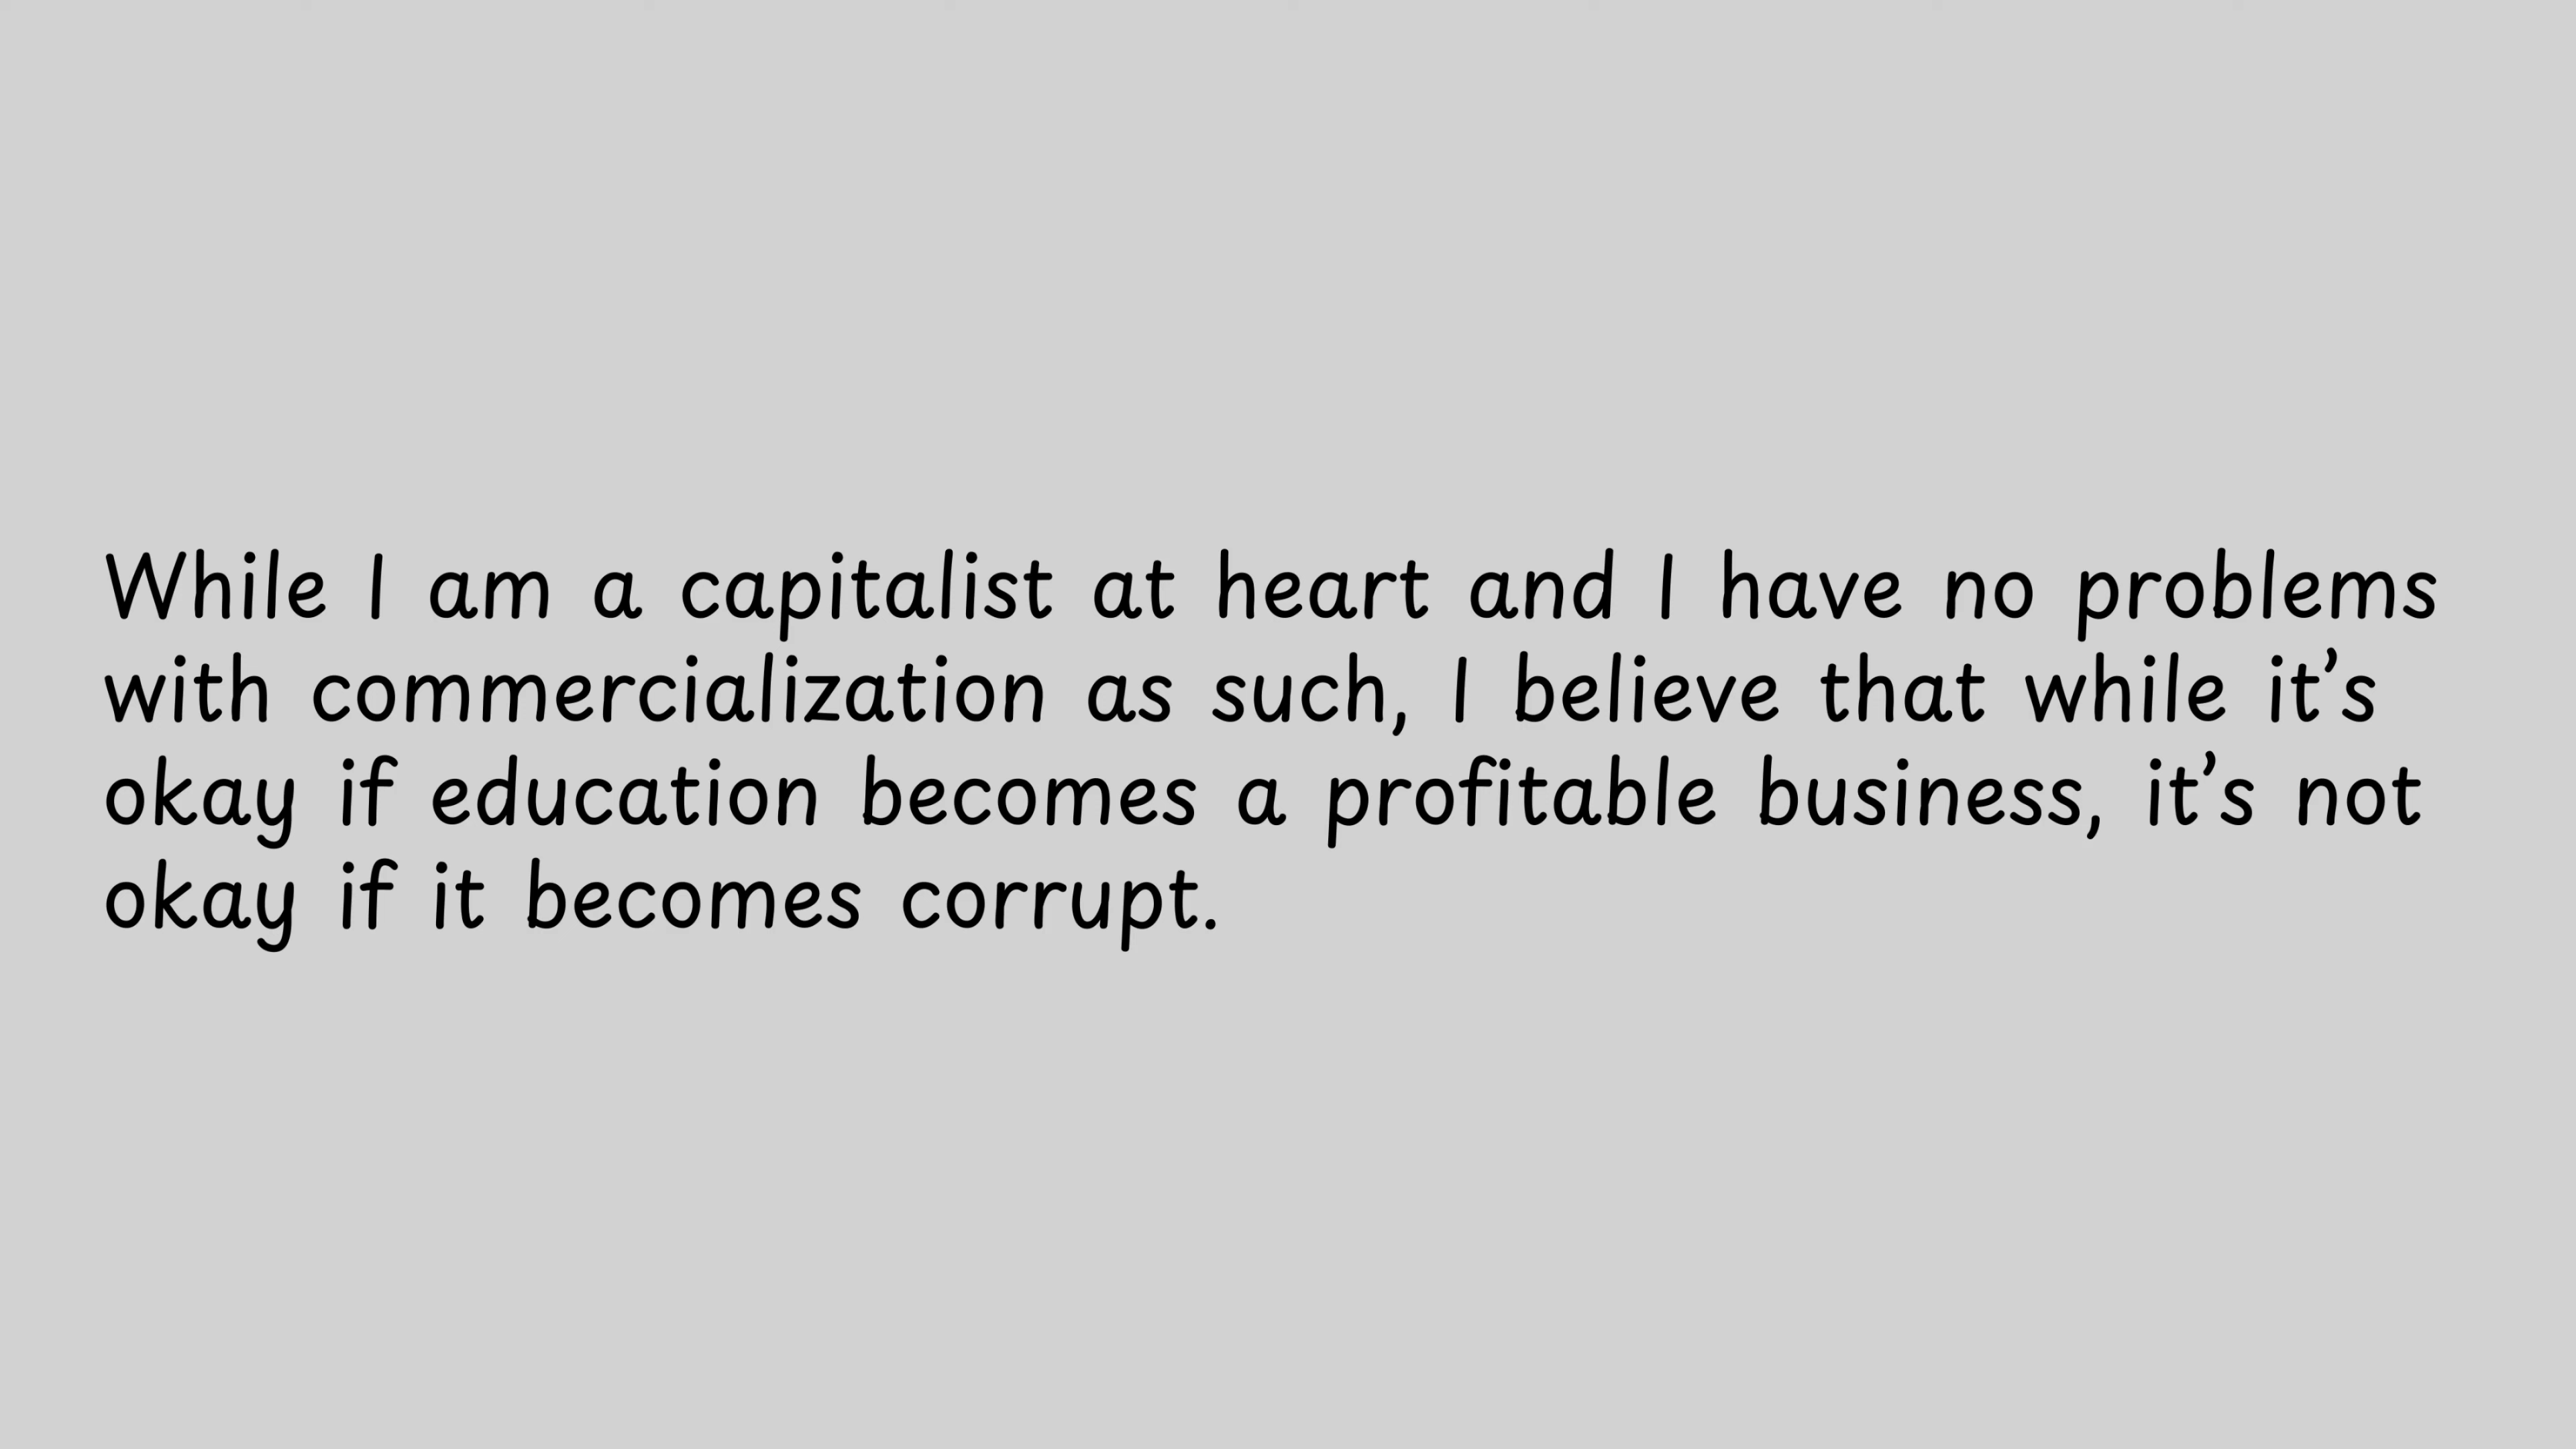 While I am a capitalist at heart and I have no problems
with commercialization as such, I believe that while it’s
okay if education becomes a profitable business, it’s not
okay if it becomes corrupt.